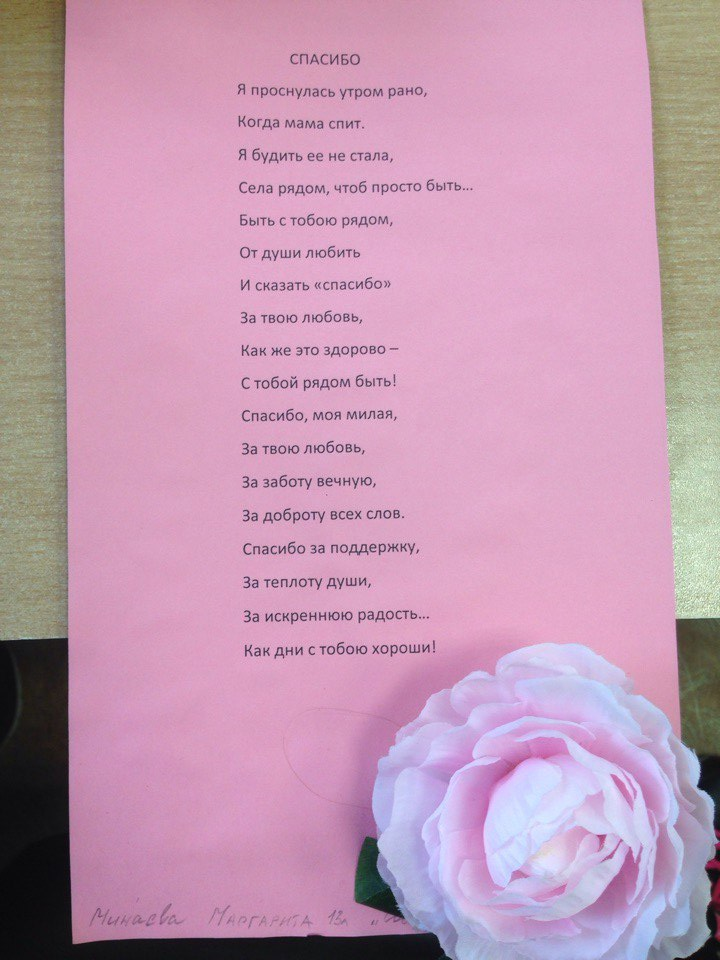 СПАСИБО
Я проснулась утром рано,
Когда мама спит.
Я будить ее не стала,
Села рядом, чтоб просто быть…
Быть с тобою рядом,
От души любить
И сказать «спасибо»
За твою любовь,
Как же это здорово –
С тобой рядом быть!
Спасибо, моя милая,
За твою любовь,
За заботу вечную,
За доброту всех слов.
Спасибо за поддержку,
За теплоту души,
За искреннюю радость…
Как дни с тобою хороши!
Минаева Маргарита 13л